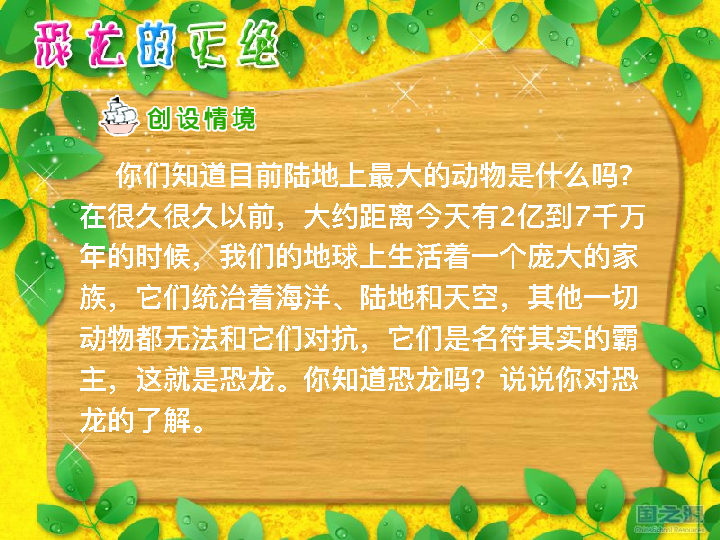 恐龙的灭绝
创设情境
你们知道目前陆地上最大的动物是什么吗？
在很久很久以前，大约距离今天有2亿到7千万
年的时候，我们的地球上生活着一个庞大的家
族，它们统治着海洋、陆地和天空，其他一切
动物都无法和它们对抗，它们是名符其实的霸
主，这就是恐龙。你知道恐龙吗？说说你对恐
龙的了解。